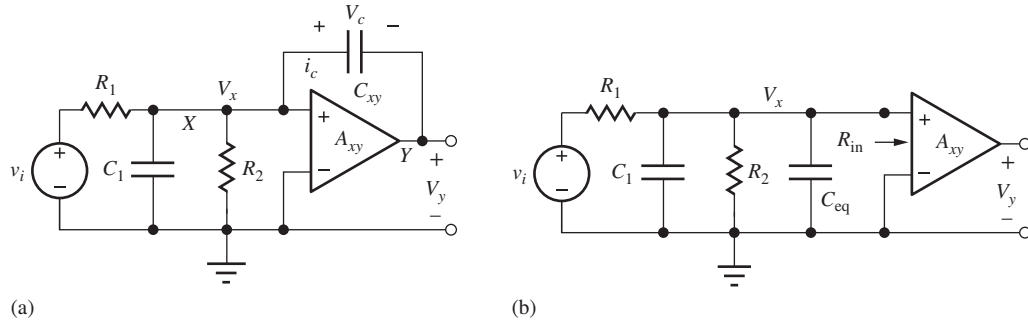 + V_c −
i_c
C_xy
R_1
V_x
X
+
A_xy
−
Y
v_i
+
−
C_1
R_2
+
V_y
−
(a)
R_1
V_x
R_in
+
A_xy
−
v_i
+
−
C_1
R_2
C_eq
+
V_y
−
(b)